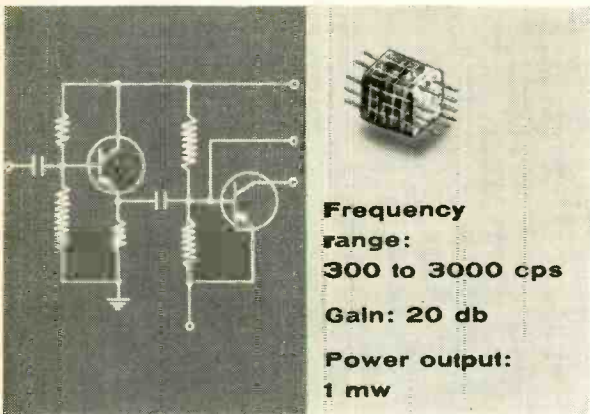 Frequency
range:
300 to 3000 cps
Gain: 20 db
Power output:
1 mw